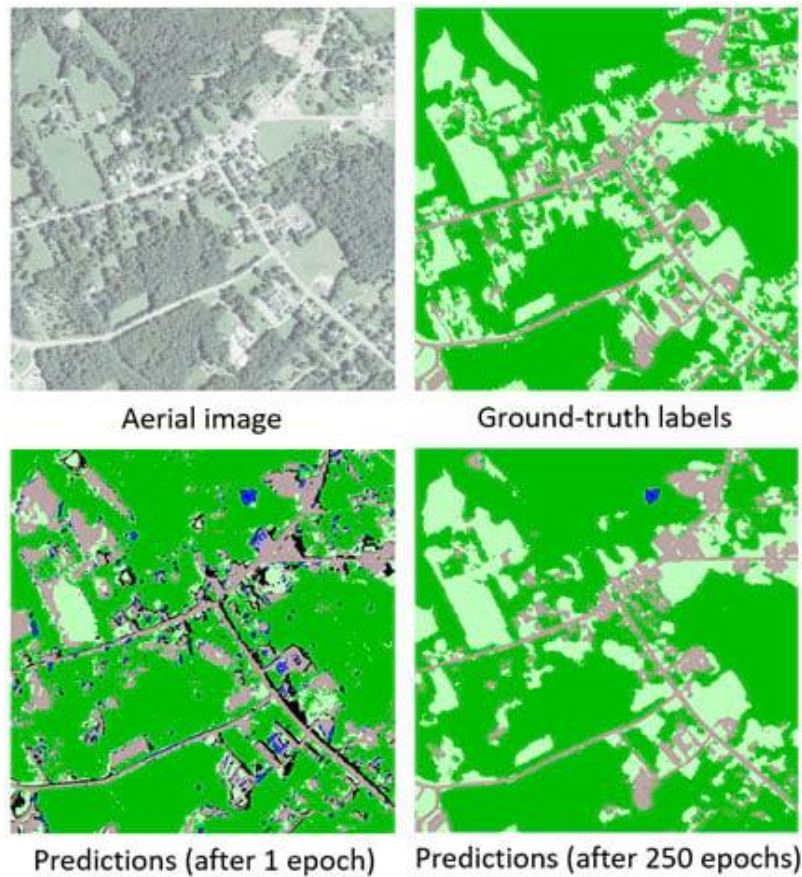 Aerial image
Ground-truth labels
Predictions (after 1 epoch)
Predictions (after 250 epochs)